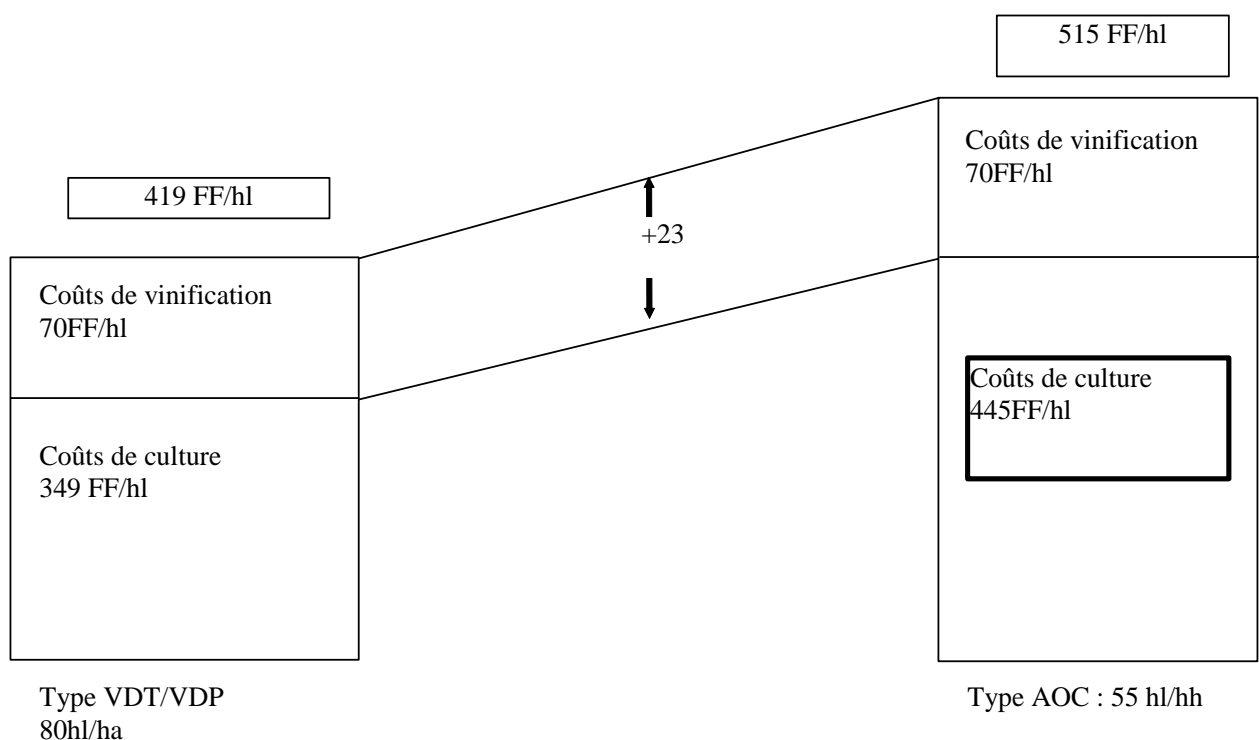 515 FF/hl
Coûts de vinification
70FF/hl
419 FF/hl
+23
Coûts de vinification
70FF/hl
Coûts de culture
445FF/hl
Coûts de culture
349 FF/hl
Type VDT/VDP
80hl/ha
Type AOC : 55 hl/hh